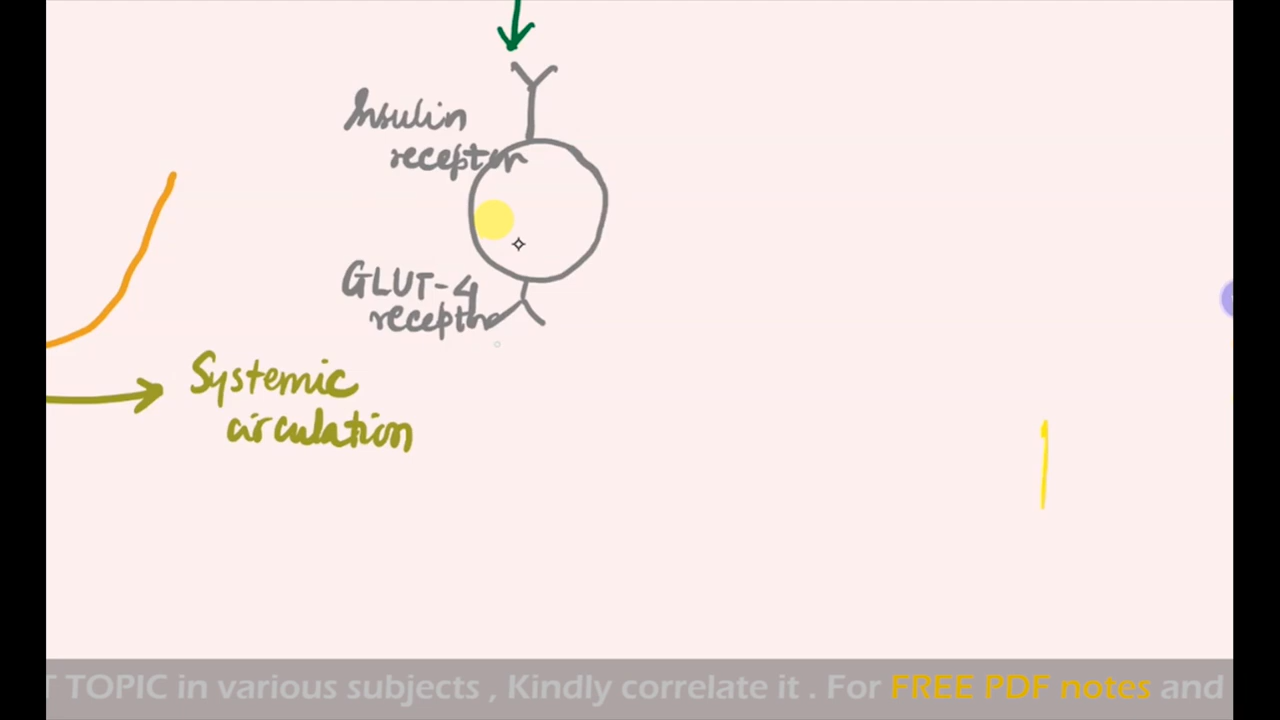 Insulin
receptor
GLUT-4
receptor
Systemic
circulation
T TOPIC in various subjects , Kindly correlate it . For FREE PDF notes and